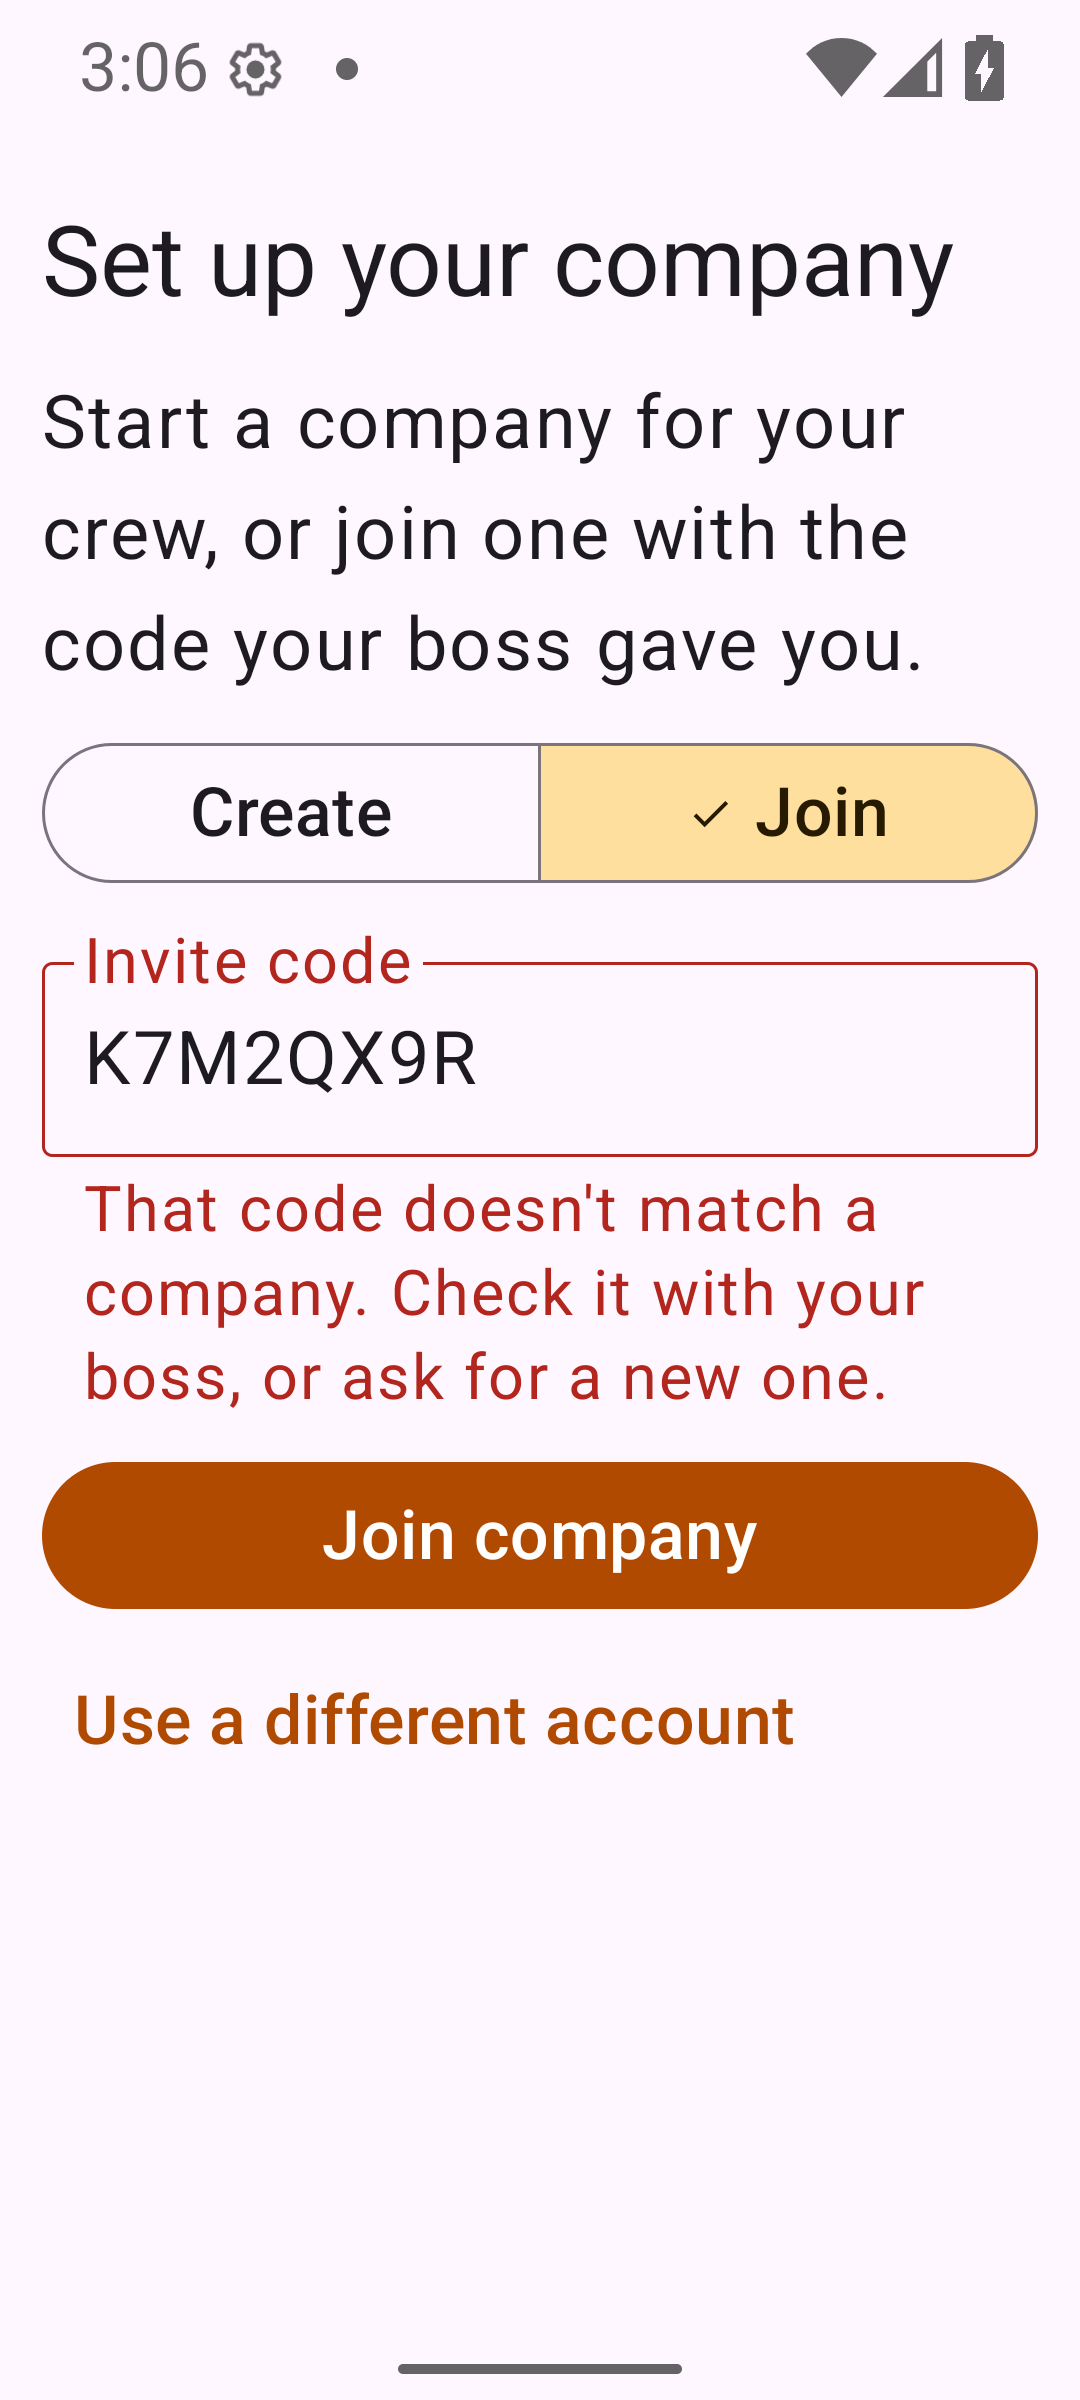 3:06
Set up your company
Start a company for your
crew, or join one with the
code your boss gave you.
Create
Join
Invite code
K7M2QX9R
That code doesn't match a
company. Check it with your
boss, or ask for a new one.
Join company
Use a different account